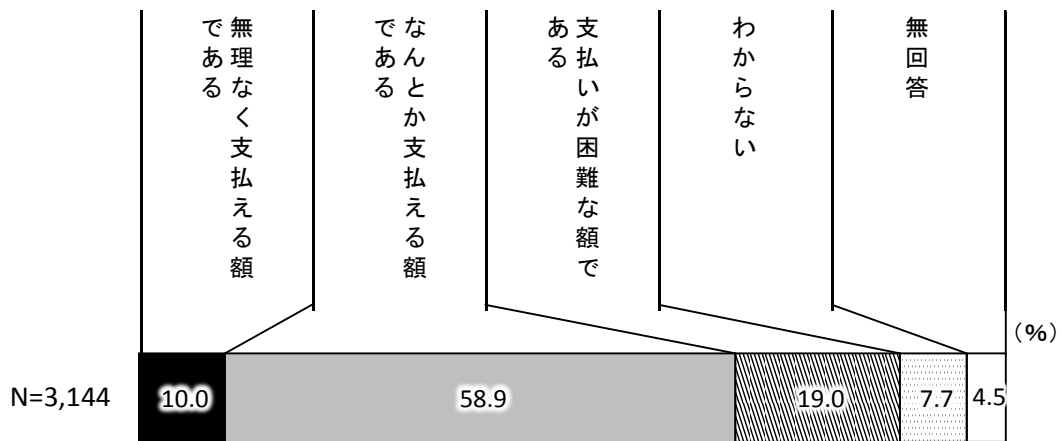 無理なく支払える額
である
なんとか支払える額
である
支払いが困難な額で
ある
わからない
無回答
(%)
N=3,144
10.0
58.9
19.0
7.7
4.5